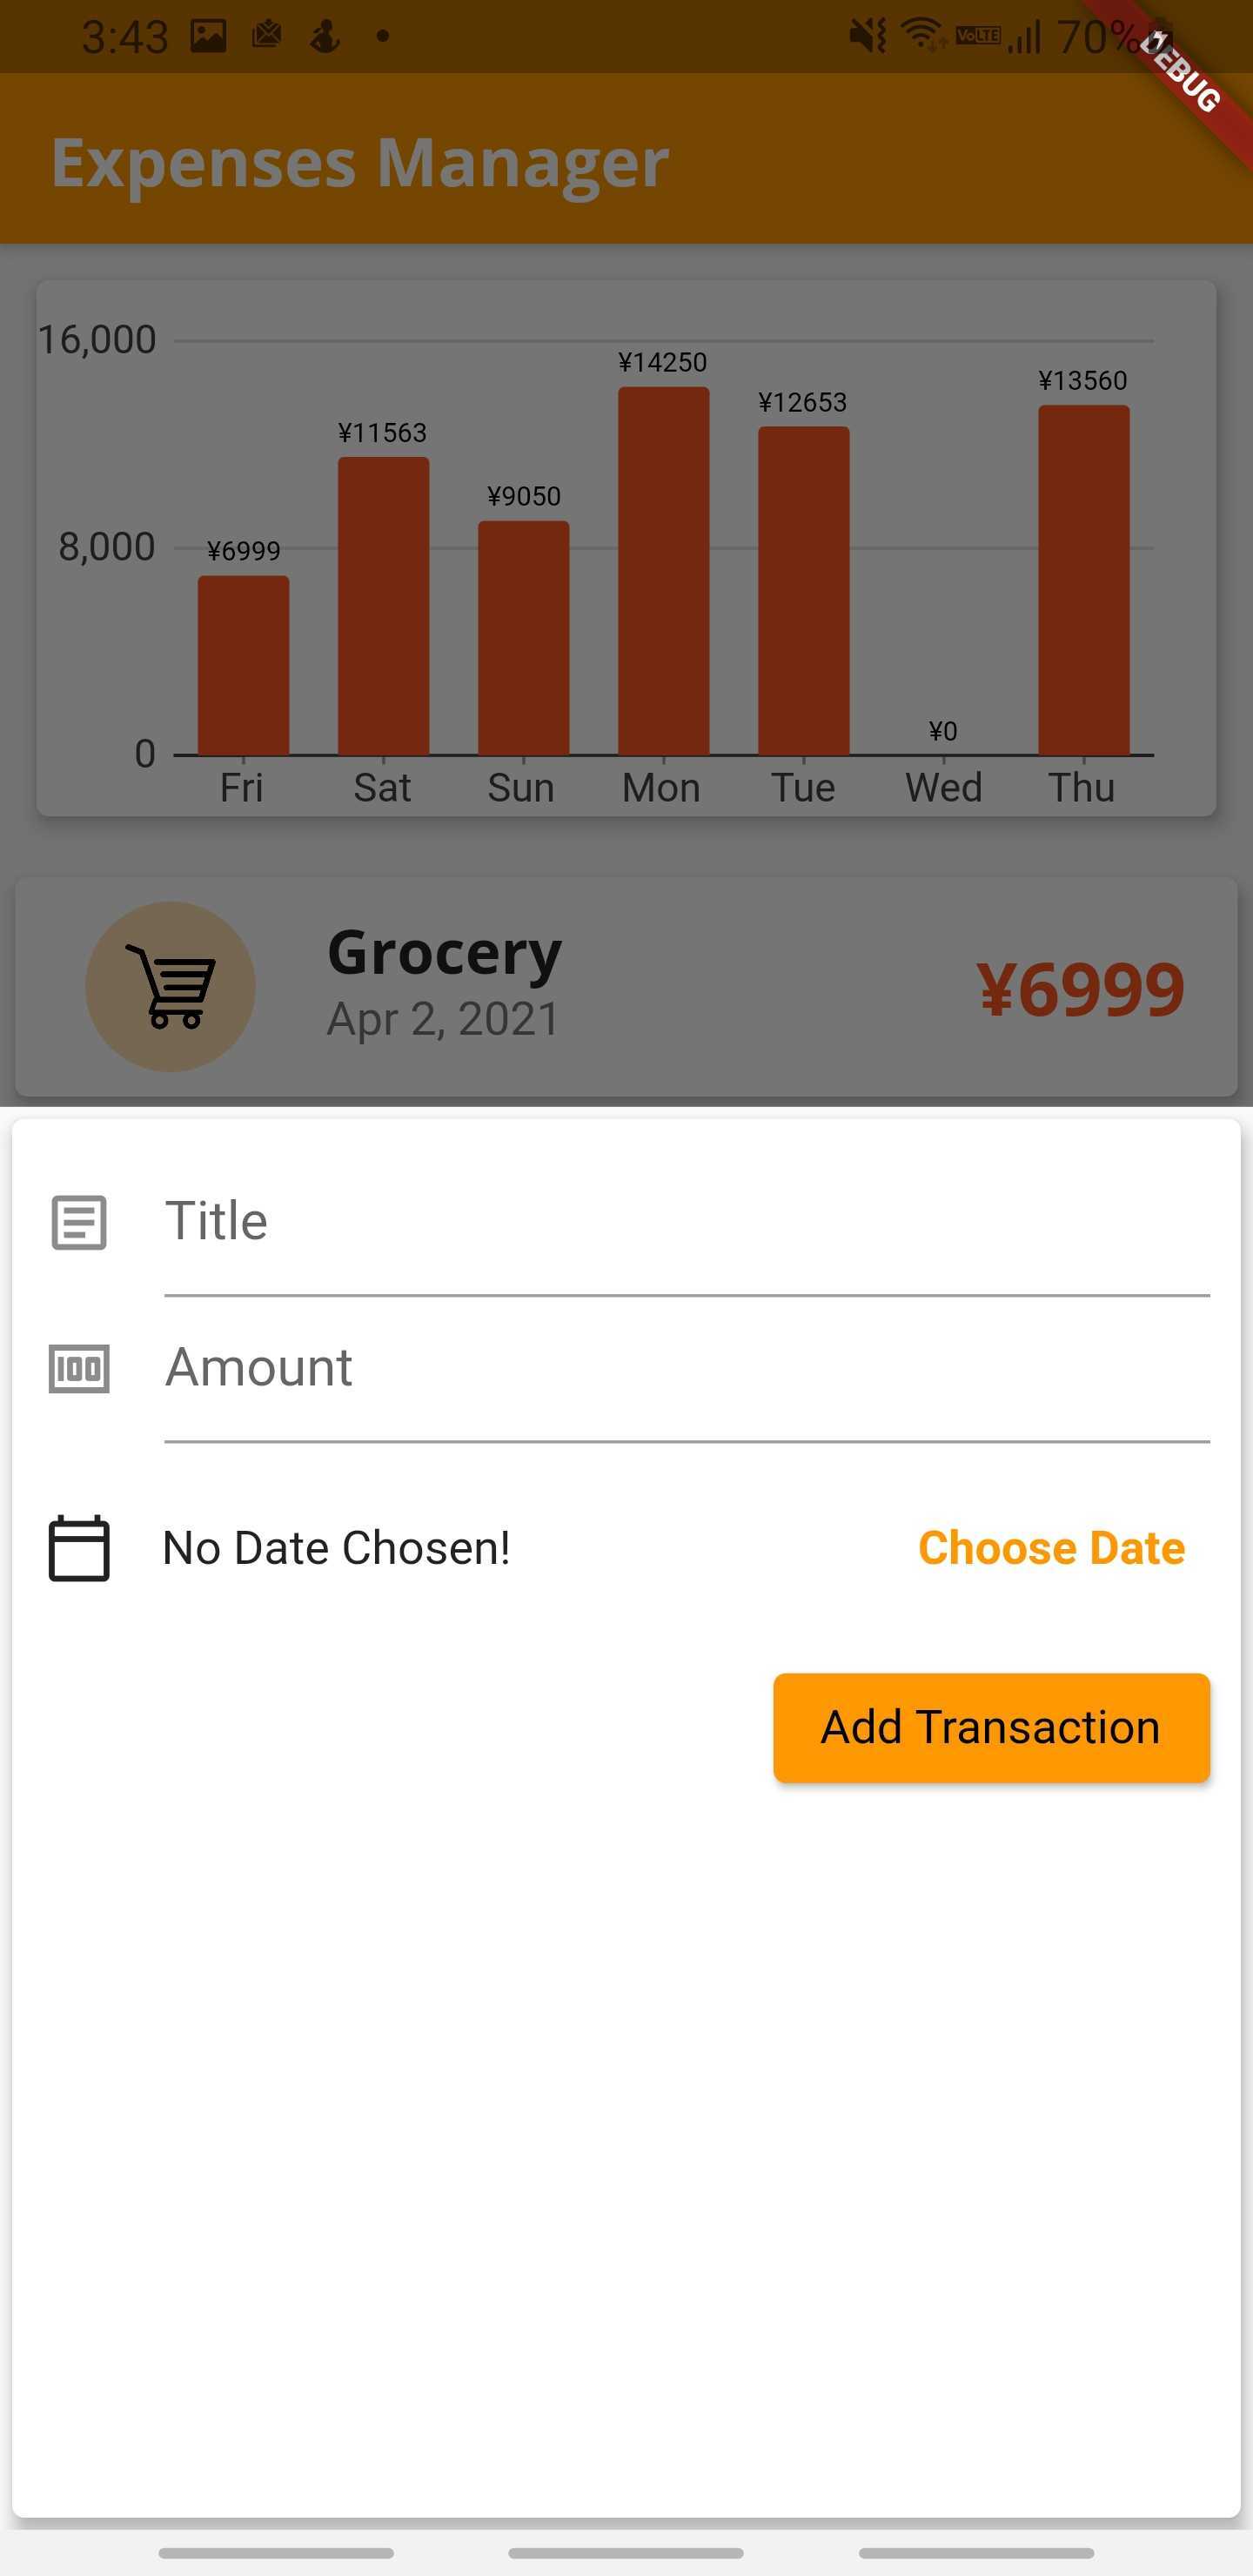 3:43 VoLTE 70%
DEBUG
Expenses Manager
16,000
¥14250
¥13560
¥12653
¥11563
¥9050
8,000
¥6999
¥0
0
Fri Sat Sun Mon Tue Wed Thu
Grocery
Apr 2, 2021
¥6999
Title
100 Amount
No Date Chosen! Choose Date
Add Transaction